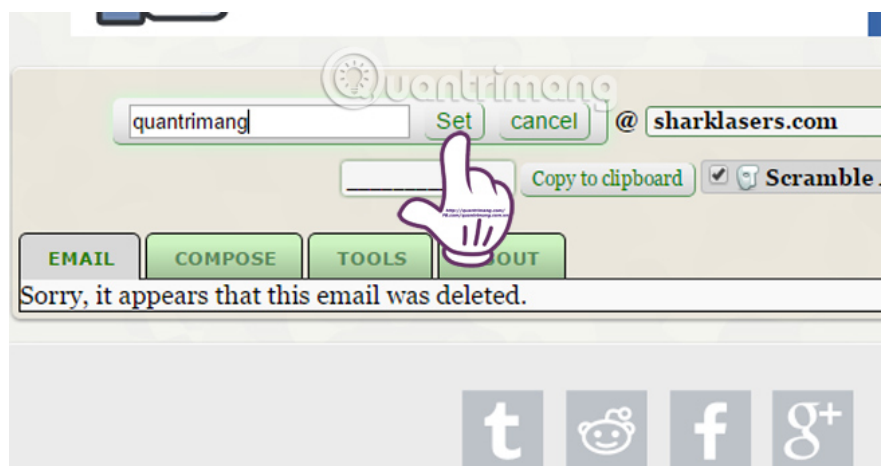 Quantrimang
quantrimang Set cancel @ sharklasers.com
Copy to clipboard Scramble
EMAIL COMPOSE TOOLS ABOUT
Sorry, it appears that this email was deleted.
t f g+